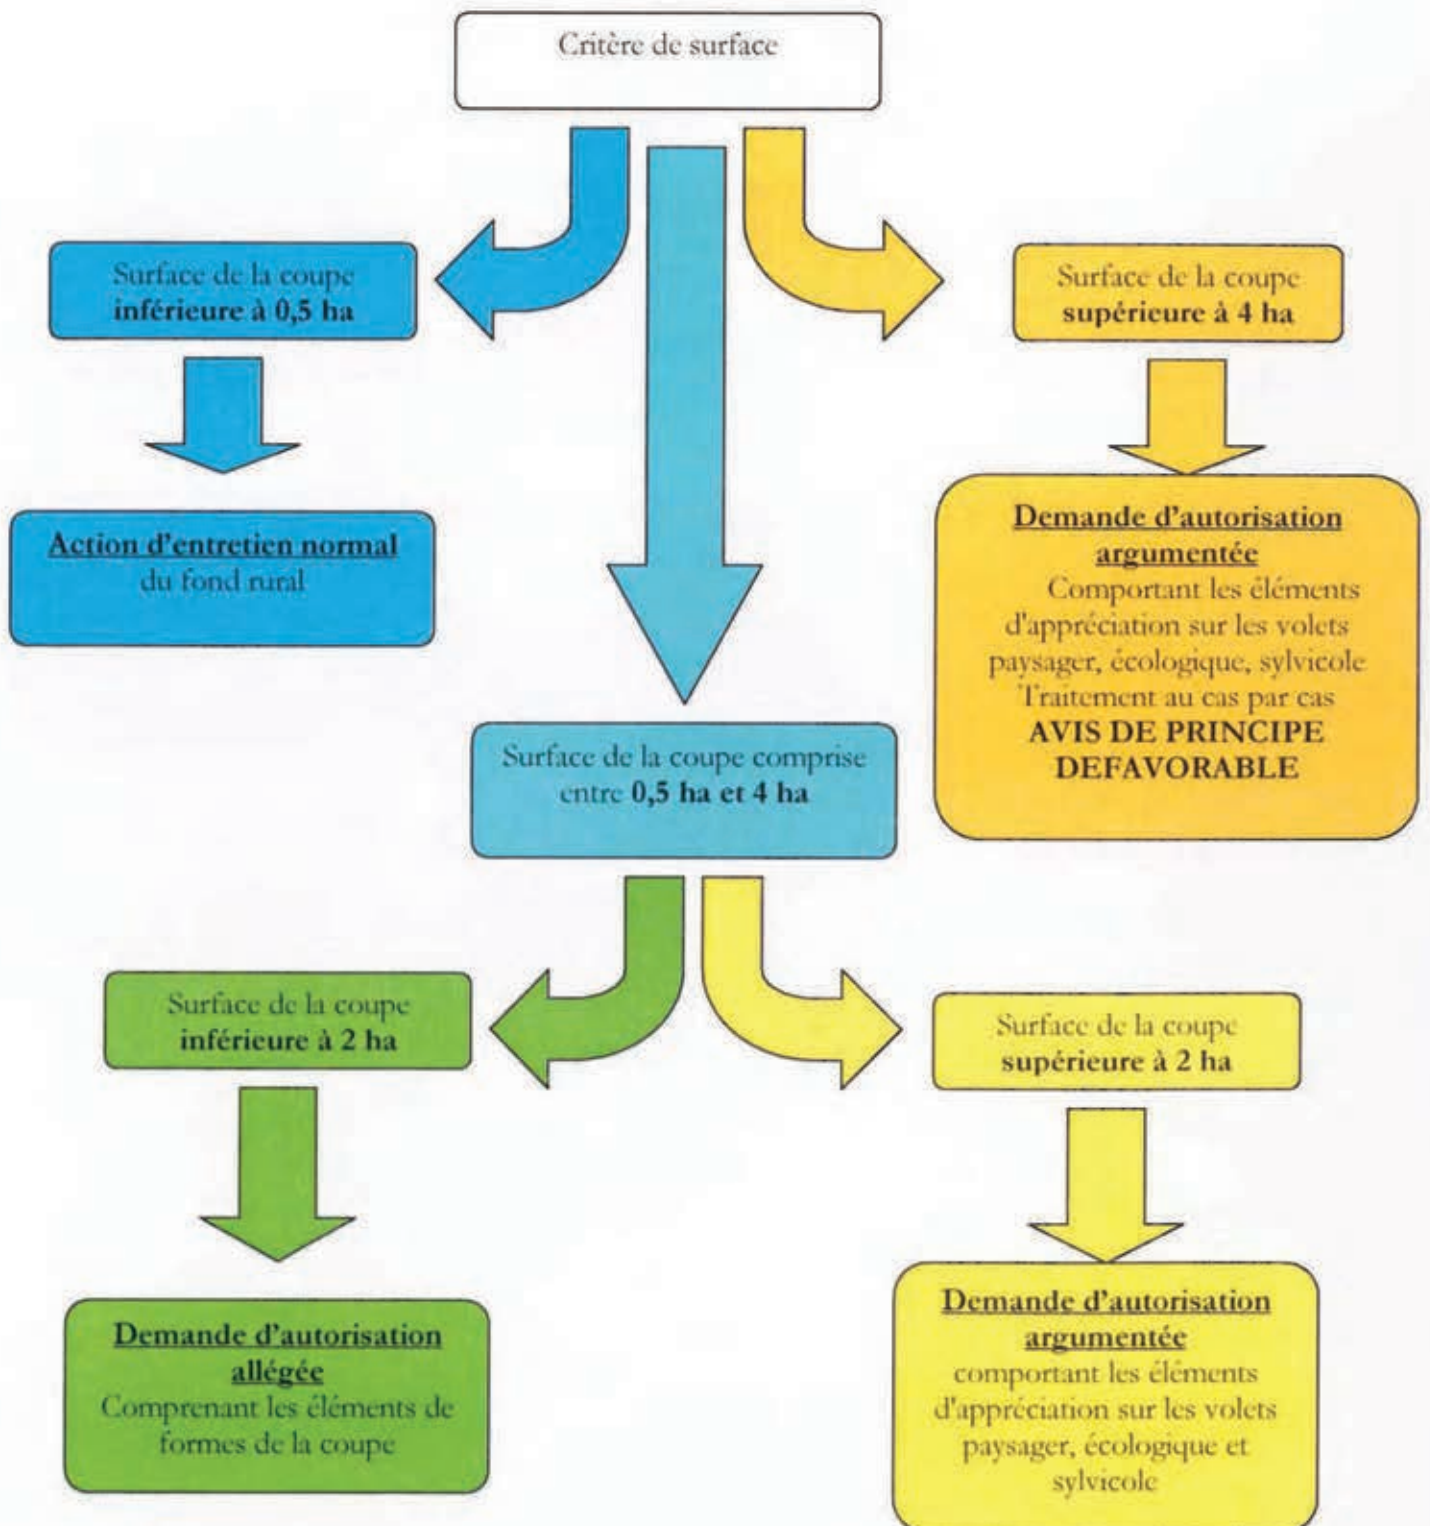 Critère de surface
Surface de la coupe
inférieure à 0,5 ha
Surface de la coupe
supérieure à 4 ha
Action d'entretien normal
du fond rural
Demande d'autorisation
argumentée
Comportant les éléments
d'appréciation sur les volets
paysager, écologique, sylvicole
Traitement au cas par cas
AVIS DE PRINCIPE
DEFAVORABLE
Surface de la coupe comprise
entre 0,5 ha et 4 ha
Surface de la coupe
inférieure à 2 ha
Surface de la coupe
supérieure à 2 ha
Demande d'autorisation
allégée
Comprenant les éléments de
formes de la coupe
Demande d'autorisation
argumentée
comportant les éléments
d'appréciation sur les volets
paysager, écologique et
sylvicole